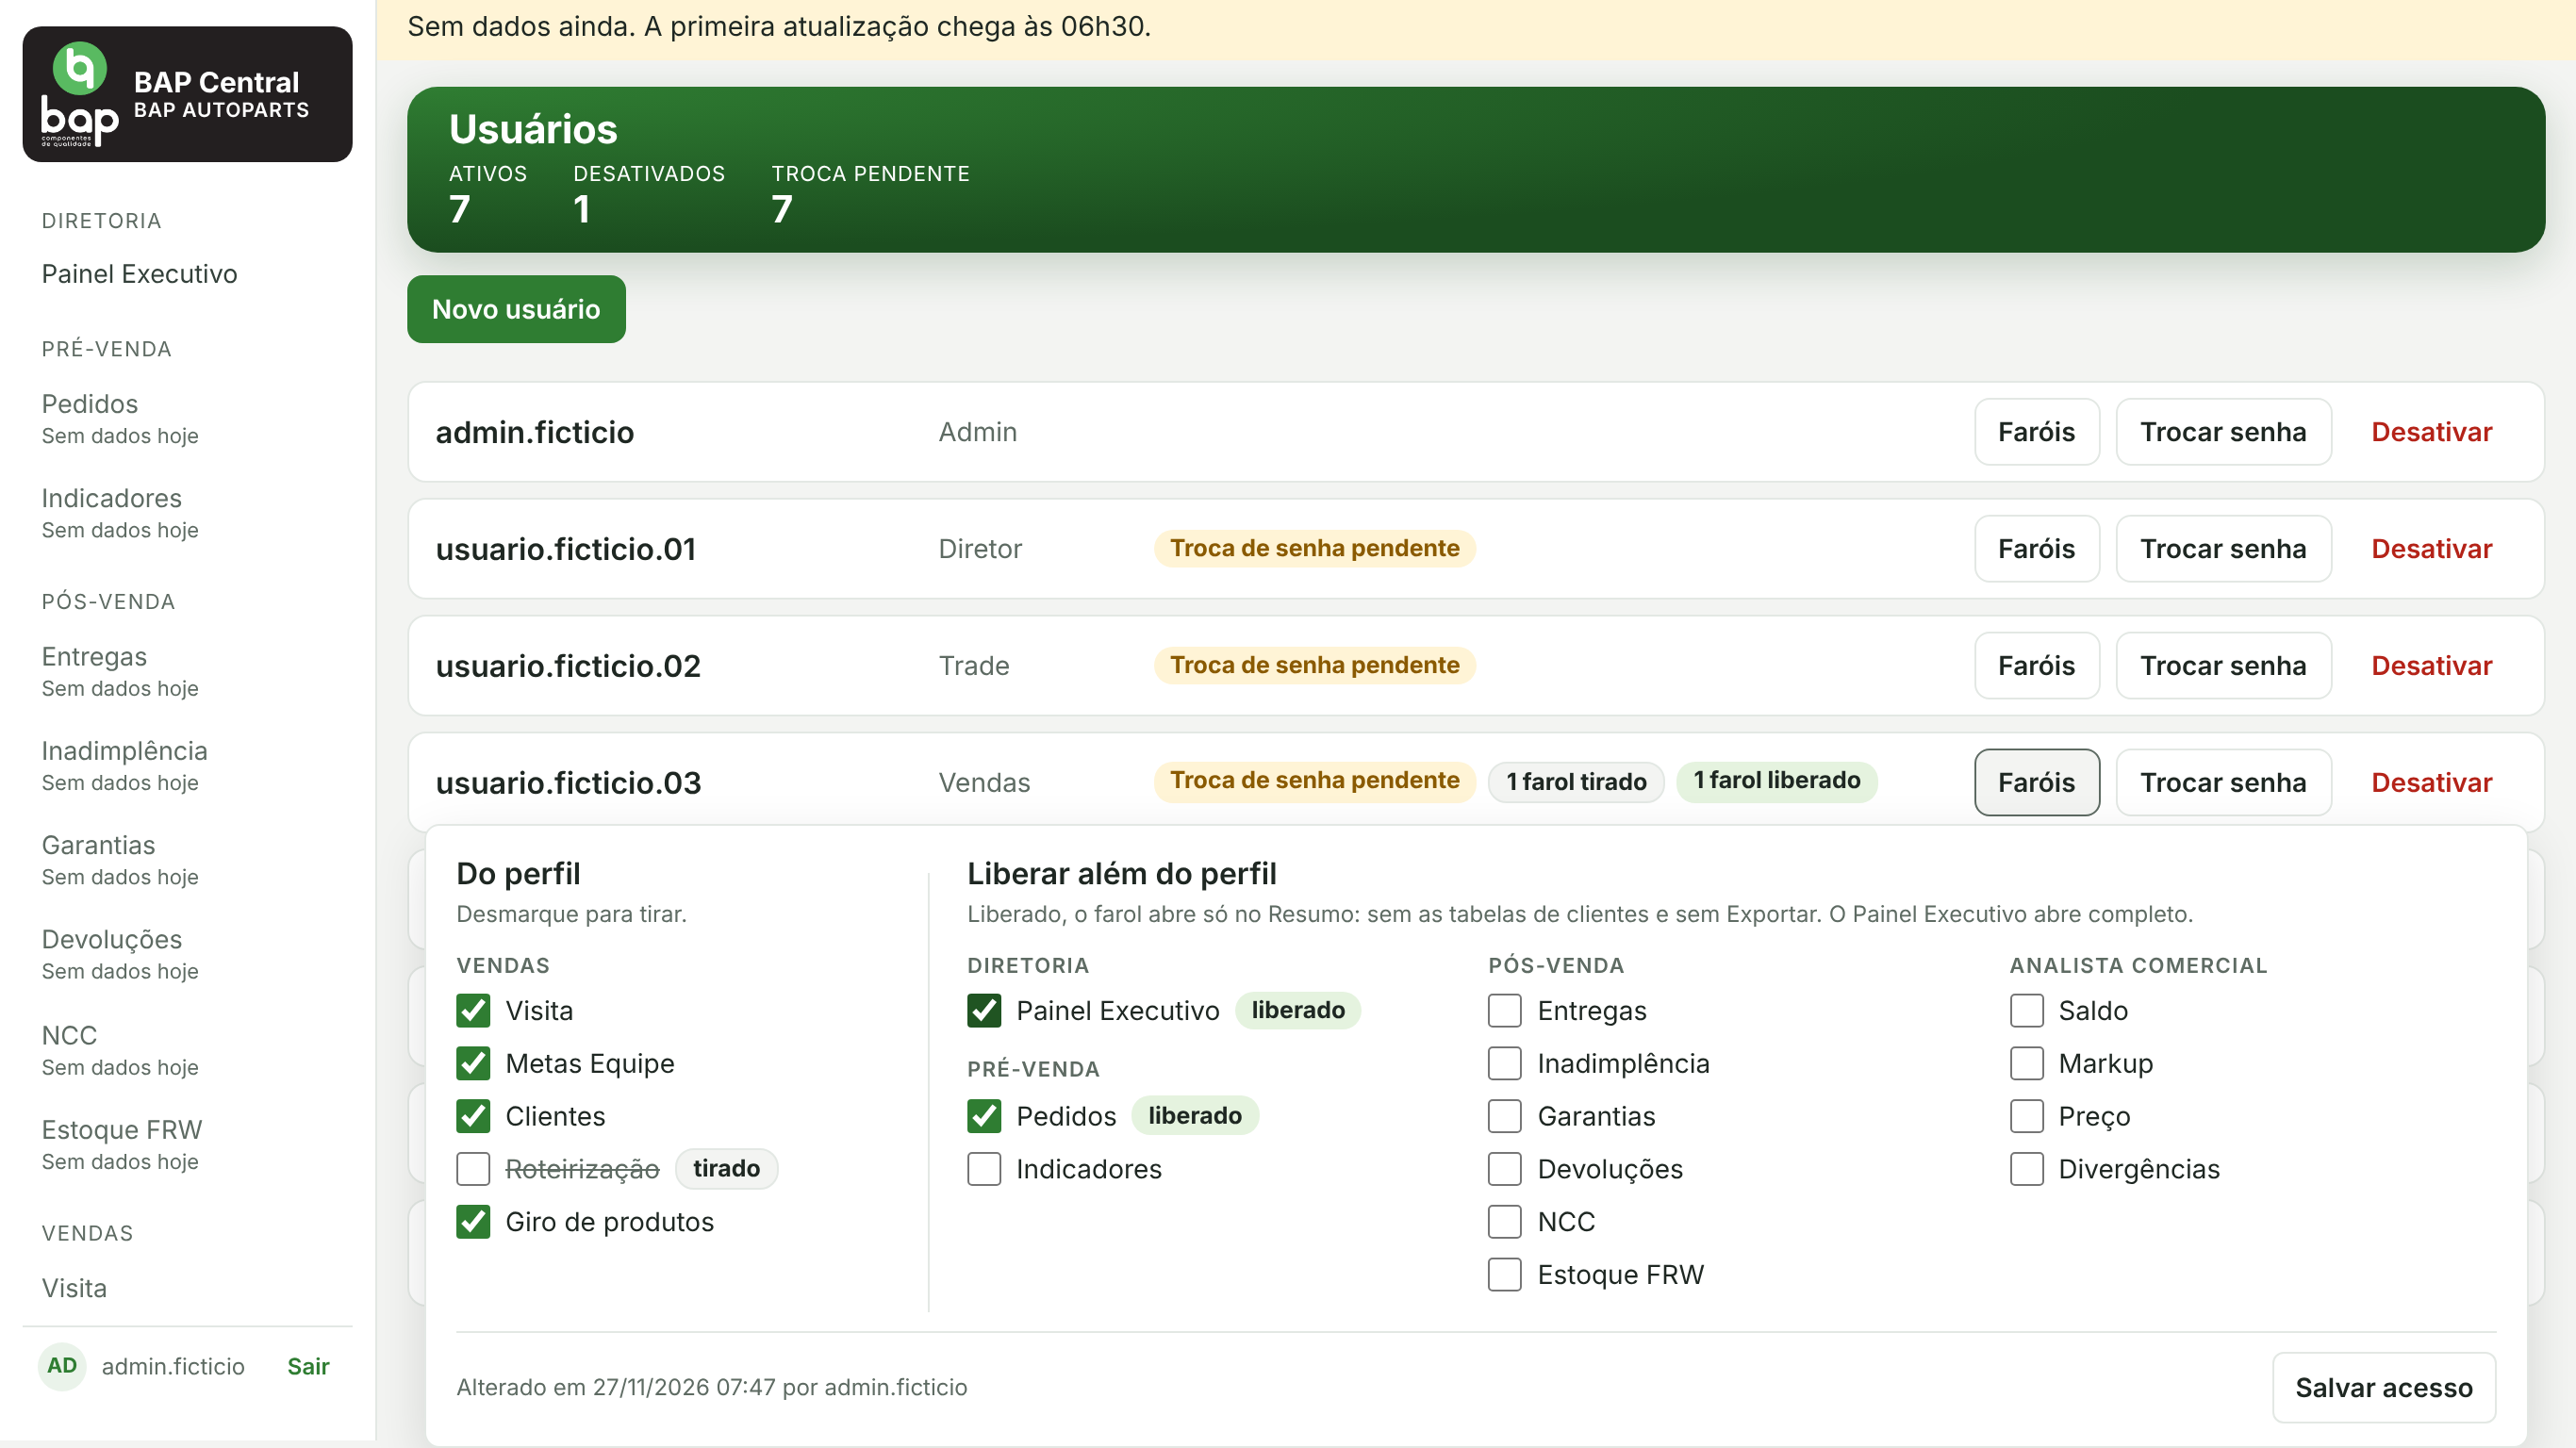 bap
componentes
de qualidade
BAP Central
BAP AUTOPARTS
DIRETORIA
Painel Executivo
PRÉ-VENDA
Pedidos
Sem dados hoje
Indicadores
Sem dados hoje
PÓS-VENDA
Entregas
Sem dados hoje
Inadimplência
Sem dados hoje
Garantias
Sem dados hoje
Devoluções
Sem dados hoje
NCC
Sem dados hoje
Estoque FRW
Sem dados hoje
VENDAS
Visita
AD admin.ficticio Sair
Sem dados ainda. A primeira atualização chega às 06h30.
Usuários
ATIVOS DESATIVADOS TROCA PENDENTE
7 1 7
Novo usuário
admin.ficticio Admin Faróis Trocar senha Desativar
usuario.ficticio.01 Diretor Troca de senha pendente Faróis Trocar senha Desativar
usuario.ficticio.02 Trade Troca de senha pendente Faróis Trocar senha Desativar
usuario.ficticio.03 Vendas Troca de senha pendente 1 farol tirado 1 farol liberado Faróis Trocar senha Desativar
Do perfil
Desmarque para tirar.
VENDAS
Visita
Metas Equipe
Clientes
Roteirização tirado
Giro de produtos
Liberar além do perfil
Liberado, o farol abre só no Resumo: sem as tabelas de clientes e sem Exportar. O Painel Executivo abre completo.
DIRETORIA
Painel Executivo liberado
PRÉ-VENDA
Pedidos liberado
Indicadores
PÓS-VENDA
Entregas
Inadimplência
Garantias
Devoluções
NCC
Estoque FRW
ANALISTA COMERCIAL
Saldo
Markup
Preço
Divergências
Alterado em 27/11/2026 07:47 por admin.ficticio
Salvar acesso